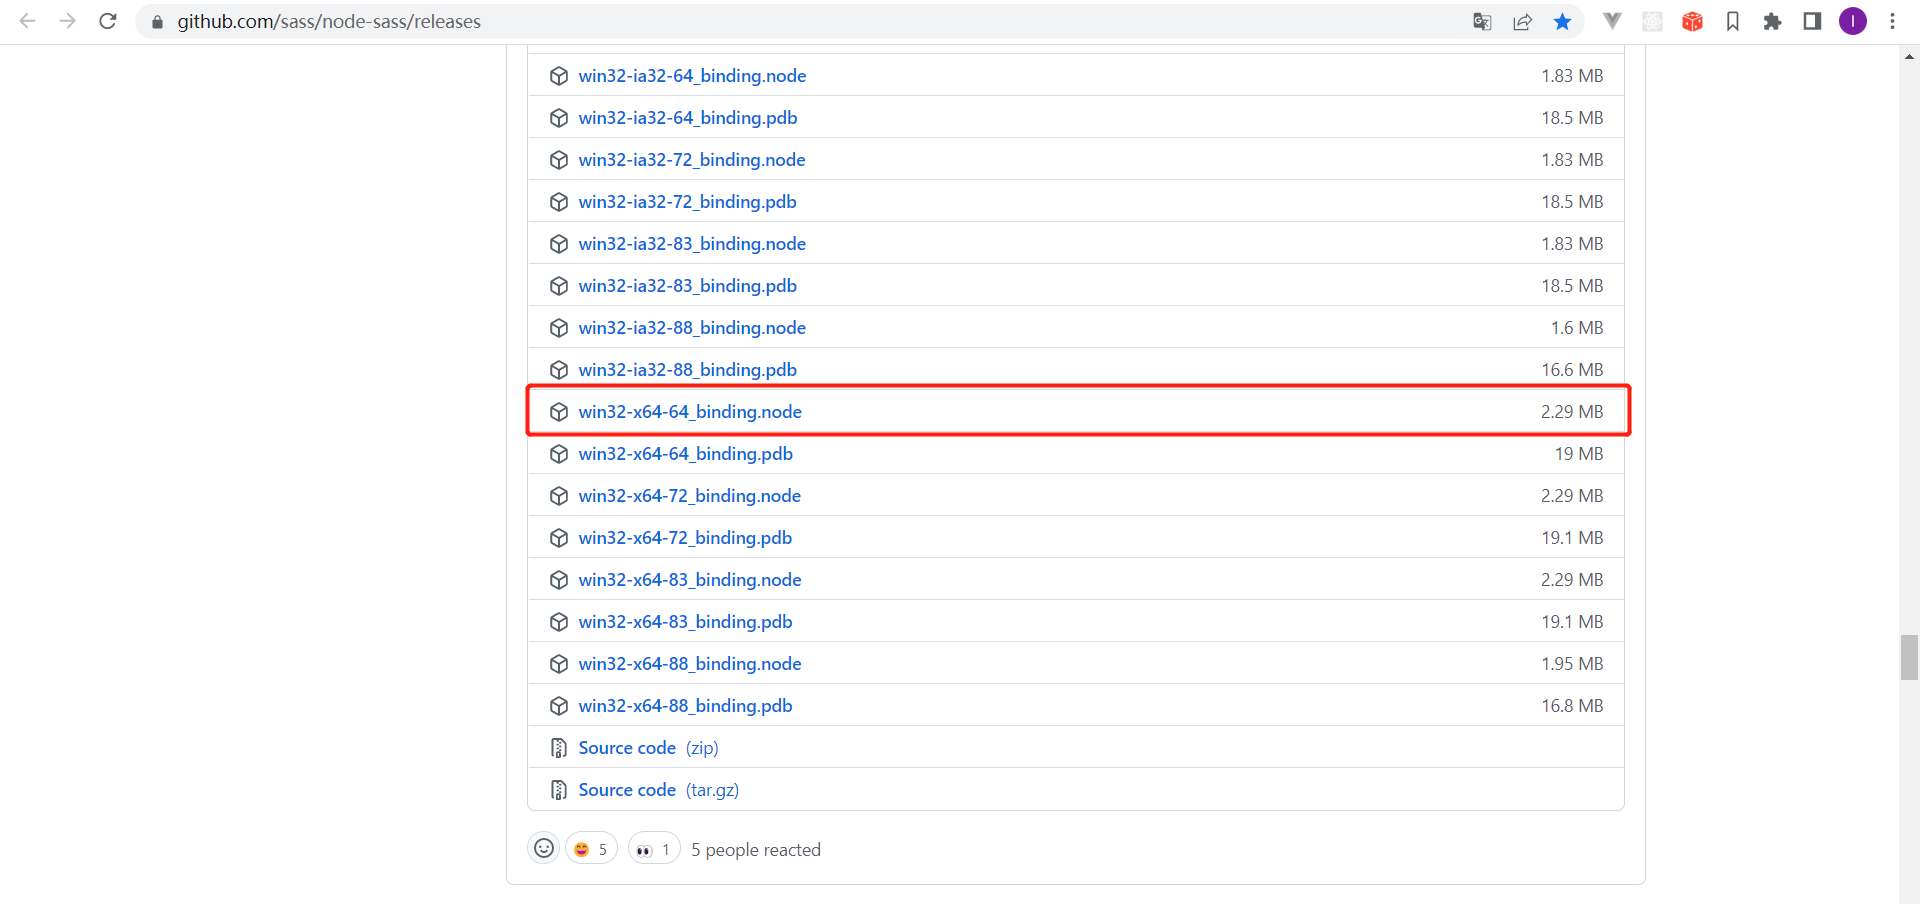 github.com/sass/node-sass/releases
I
win32-ia32-64_binding.node 1.83 MB
win32-ia32-64_binding.pdb 18.5 MB
win32-ia32-72_binding.node 1.83 MB
win32-ia32-72_binding.pdb 18.5 MB
win32-ia32-83_binding.node 1.83 MB
win32-ia32-83_binding.pdb 18.5 MB
win32-ia32-88_binding.node 1.6 MB
win32-ia32-88_binding.pdb 16.6 MB
win32-x64-64_binding.node 2.29 MB
win32-x64-64_binding.pdb 19 MB
win32-x64-72_binding.node 2.29 MB
win32-x64-72_binding.pdb 19.1 MB
win32-x64-83_binding.node 2.29 MB
win32-x64-83_binding.pdb 19.1 MB
win32-x64-88_binding.node 1.95 MB
win32-x64-88_binding.pdb 16.8 MB
Source code (zip)
Source code (tar.gz)
5 1 5 people reacted